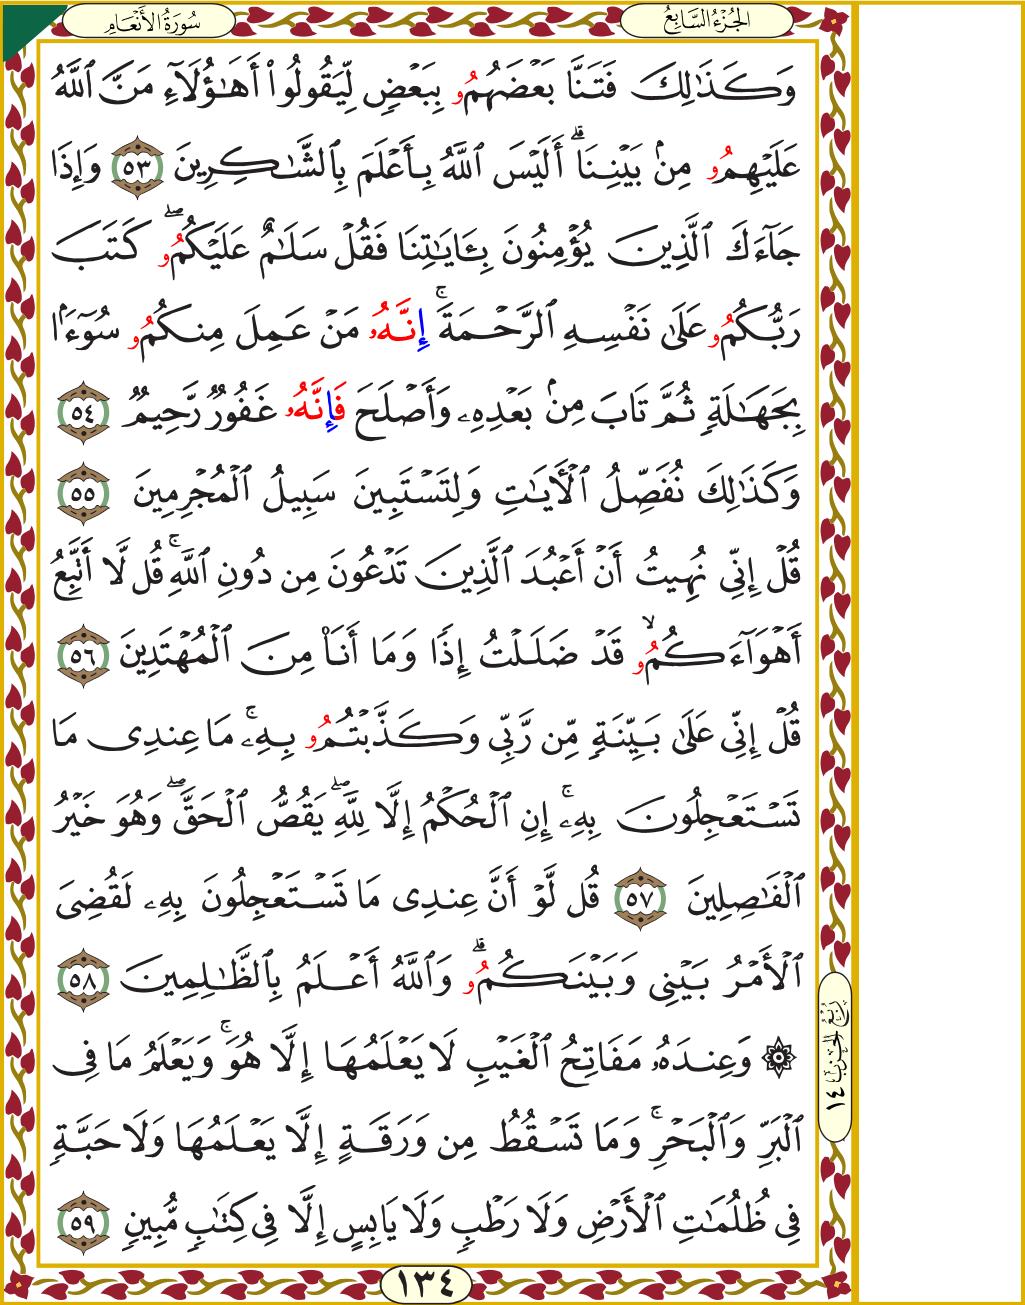 الجُزْءُ السَّابِعُ
سُورَةُ الأَنْعَامِ
وَكَذَٰلِكَ فَتَنَّا بَعْضَهُمُۥ بِبَعْضٍ لِّيَقُولُوٓا۟ أَهَٰٓؤُلَآءِ مَنَّ ٱللَّهُ
عَلَيْهِمُۥ مِنۢ بَيْنِنَآ ۗ أَلَيْسَ ٱللَّهُ بِأَعْلَمَ بِٱلشَّٰكِرِينَ ٥٣ وَإِذَا
جَآءَكَ ٱلَّذِينَ يُؤْمِنُونَ بِـَٔايَٰتِنَا فَقُلْ سَلَٰمٌ عَلَيْكُمُۥ ۖ كَتَبَ
رَبُّكُمُۥ عَلَىٰ نَفْسِهِ ٱلرَّحْمَةَ ۚ إِنَّهُۥ مَنْ عَمِلَ مِنكُمُۥ سُوٓءًۢا
بِجَهَٰلَةٍ ثُمَّ تَابَ مِنۢ بَعْدِهِۦ وَأَصْلَحَ فَإِنَّهُۥ غَفُورٌ رَّحِيمٌ ٥٤
وَكَذَٰلِكَ نُفَصِّلُ ٱلْأَيَٰتِ وَلِتَسْتَبِينَ سَبِيلُ ٱلْمُجْرِمِينَ ٥٥
قُلْ إِنِّى نُهِيتُ أَنْ أَعْبُدَ ٱلَّذِينَ تَدْعُونَ مِن دُونِ ٱللَّهِ ۚ قُل لَّآ أَتَّبِعُ
أَهْوَآءَكُمُۥ ۙ قَدْ ضَلَلْتُ إِذًا وَمَآ أَنَا۠ مِنَ ٱلْمُهْتَدِينَ ٥٦
قُلْ إِنِّى عَلَىٰ بَيِّنَةٍ مِّن رَّبِّى وَكَذَّبْتُمُۥ بِهِۦ ۚ مَا عِندِى مَا
تَسْتَعْجِلُونَ بِهِۦٓ ۚ إِنِ ٱلْحُكْمُ إِلَّا لِلَّهِ ۖ يَقُصُّ ٱلْحَقَّ ۖ وَهُوَ خَيْرُ
ٱلْفَٰصِلِينَ ٥٧ قُل لَّوْ أَنَّ عِندِى مَا تَسْتَعْجِلُونَ بِهِۦ لَقُضِىَ
ٱلْأَمْرُ بَيْنِى وَبَيْنَكُمُۥ ۗ وَٱللَّهُ أَعْلَمُ بِٱلظَّٰلِمِينَ ٥٨
۞ وَعِندَهُۥ مَفَاتِحُ ٱلْغَيْبِ لَا يَعْلَمُهَآ إِلَّا هُوَ ۚ وَيَعْلَمُ مَا فِى
ٱلْبَرِّ وَٱلْبَحْرِ ۚ وَمَا تَسْقُطُ مِن وَرَقَةٍ إِلَّا يَعْلَمُهَا وَلَا حَبَّةٍ
فِى ظُلُمَٰتِ ٱلْأَرْضِ وَلَا رَطْبٍ وَلَا يَابِسٍ إِلَّا فِى كِتَٰبٍ مُّبِينٍ ٥٩
رُبْعُ الحِزْبِ ١٤
١٣٤